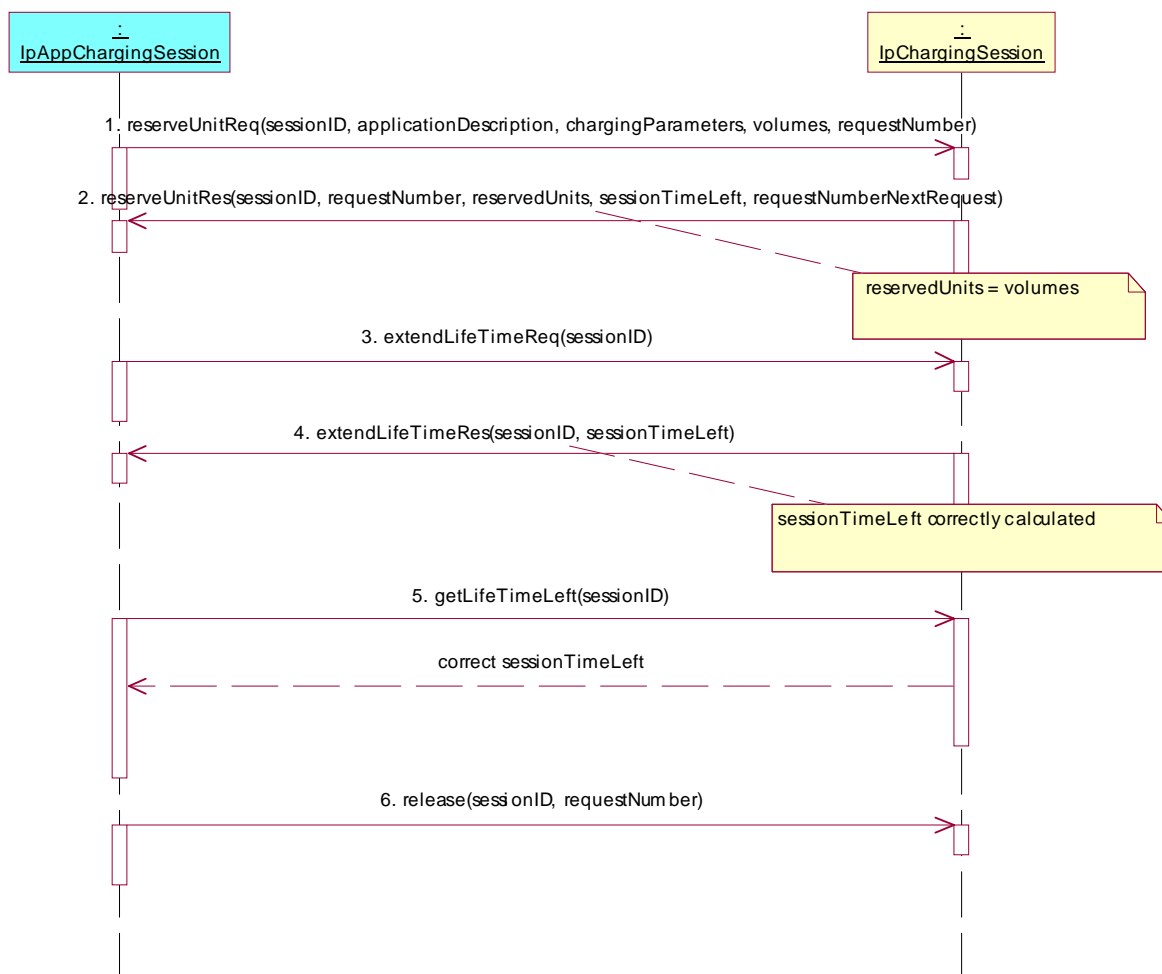 :
IpAppChargingSession
:
IpChargingSession
1. reserveUnitReq(sessionID, applicationDescription, chargingParameters, volumes, requestNumber)
2. reserveUnitRes(sessionID, requestNumber, reservedUnits, sessionTimeLeft, requestNumberNextRequest)
reservedUnits = volumes
3. extendLifeTimeReq(sessionID)
4. extendLifeTimeRes(sessionID, sessionTimeLeft)
sessionTimeLeft correctly calculated
5. getLifeTimeLeft(sessionID)
correct sessionTimeLeft
6. release(sessionID, requestNumber)